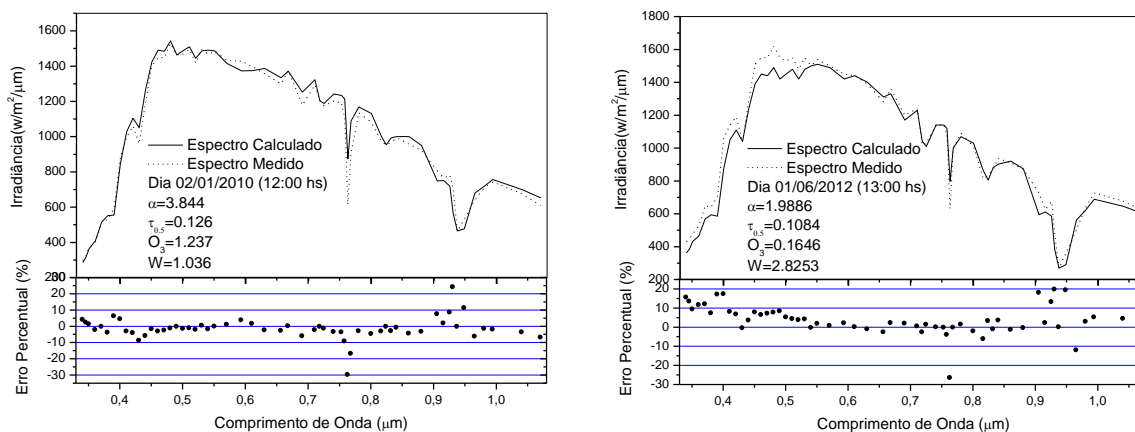 1600
1400
1200
1000
800
600
400
200
Irradiância(w/m²/μm)
Espectro Calculado
Espectro Medido
Dia 02/01/2010 (12:00 hs)
α=3.844
τ0.5=0.126
O3=1.237
W=1.036
30
20
10
0
-10
-20
-30
Erro Percentual (%)
0,4 0,5 0,6 0,7 0,8 0,9 1,0
Comprimento de Onda (μm)
1800
1600
1400
1200
1000
800
600
400
200
Irradiância(w/m²/μm)
Espectro Calculado
Espectro Medido
Dia 01/06/2012 (13:00 hs)
α=1.9886
τ0.5=0.1084
O3=0.1646
W=2.8253
20
10
0
-10
-20
-30
Erro Percentual (%)
0,4 0,5 0,6 0,7 0,8 0,9 1,0
Comprimento de Onda (μm)